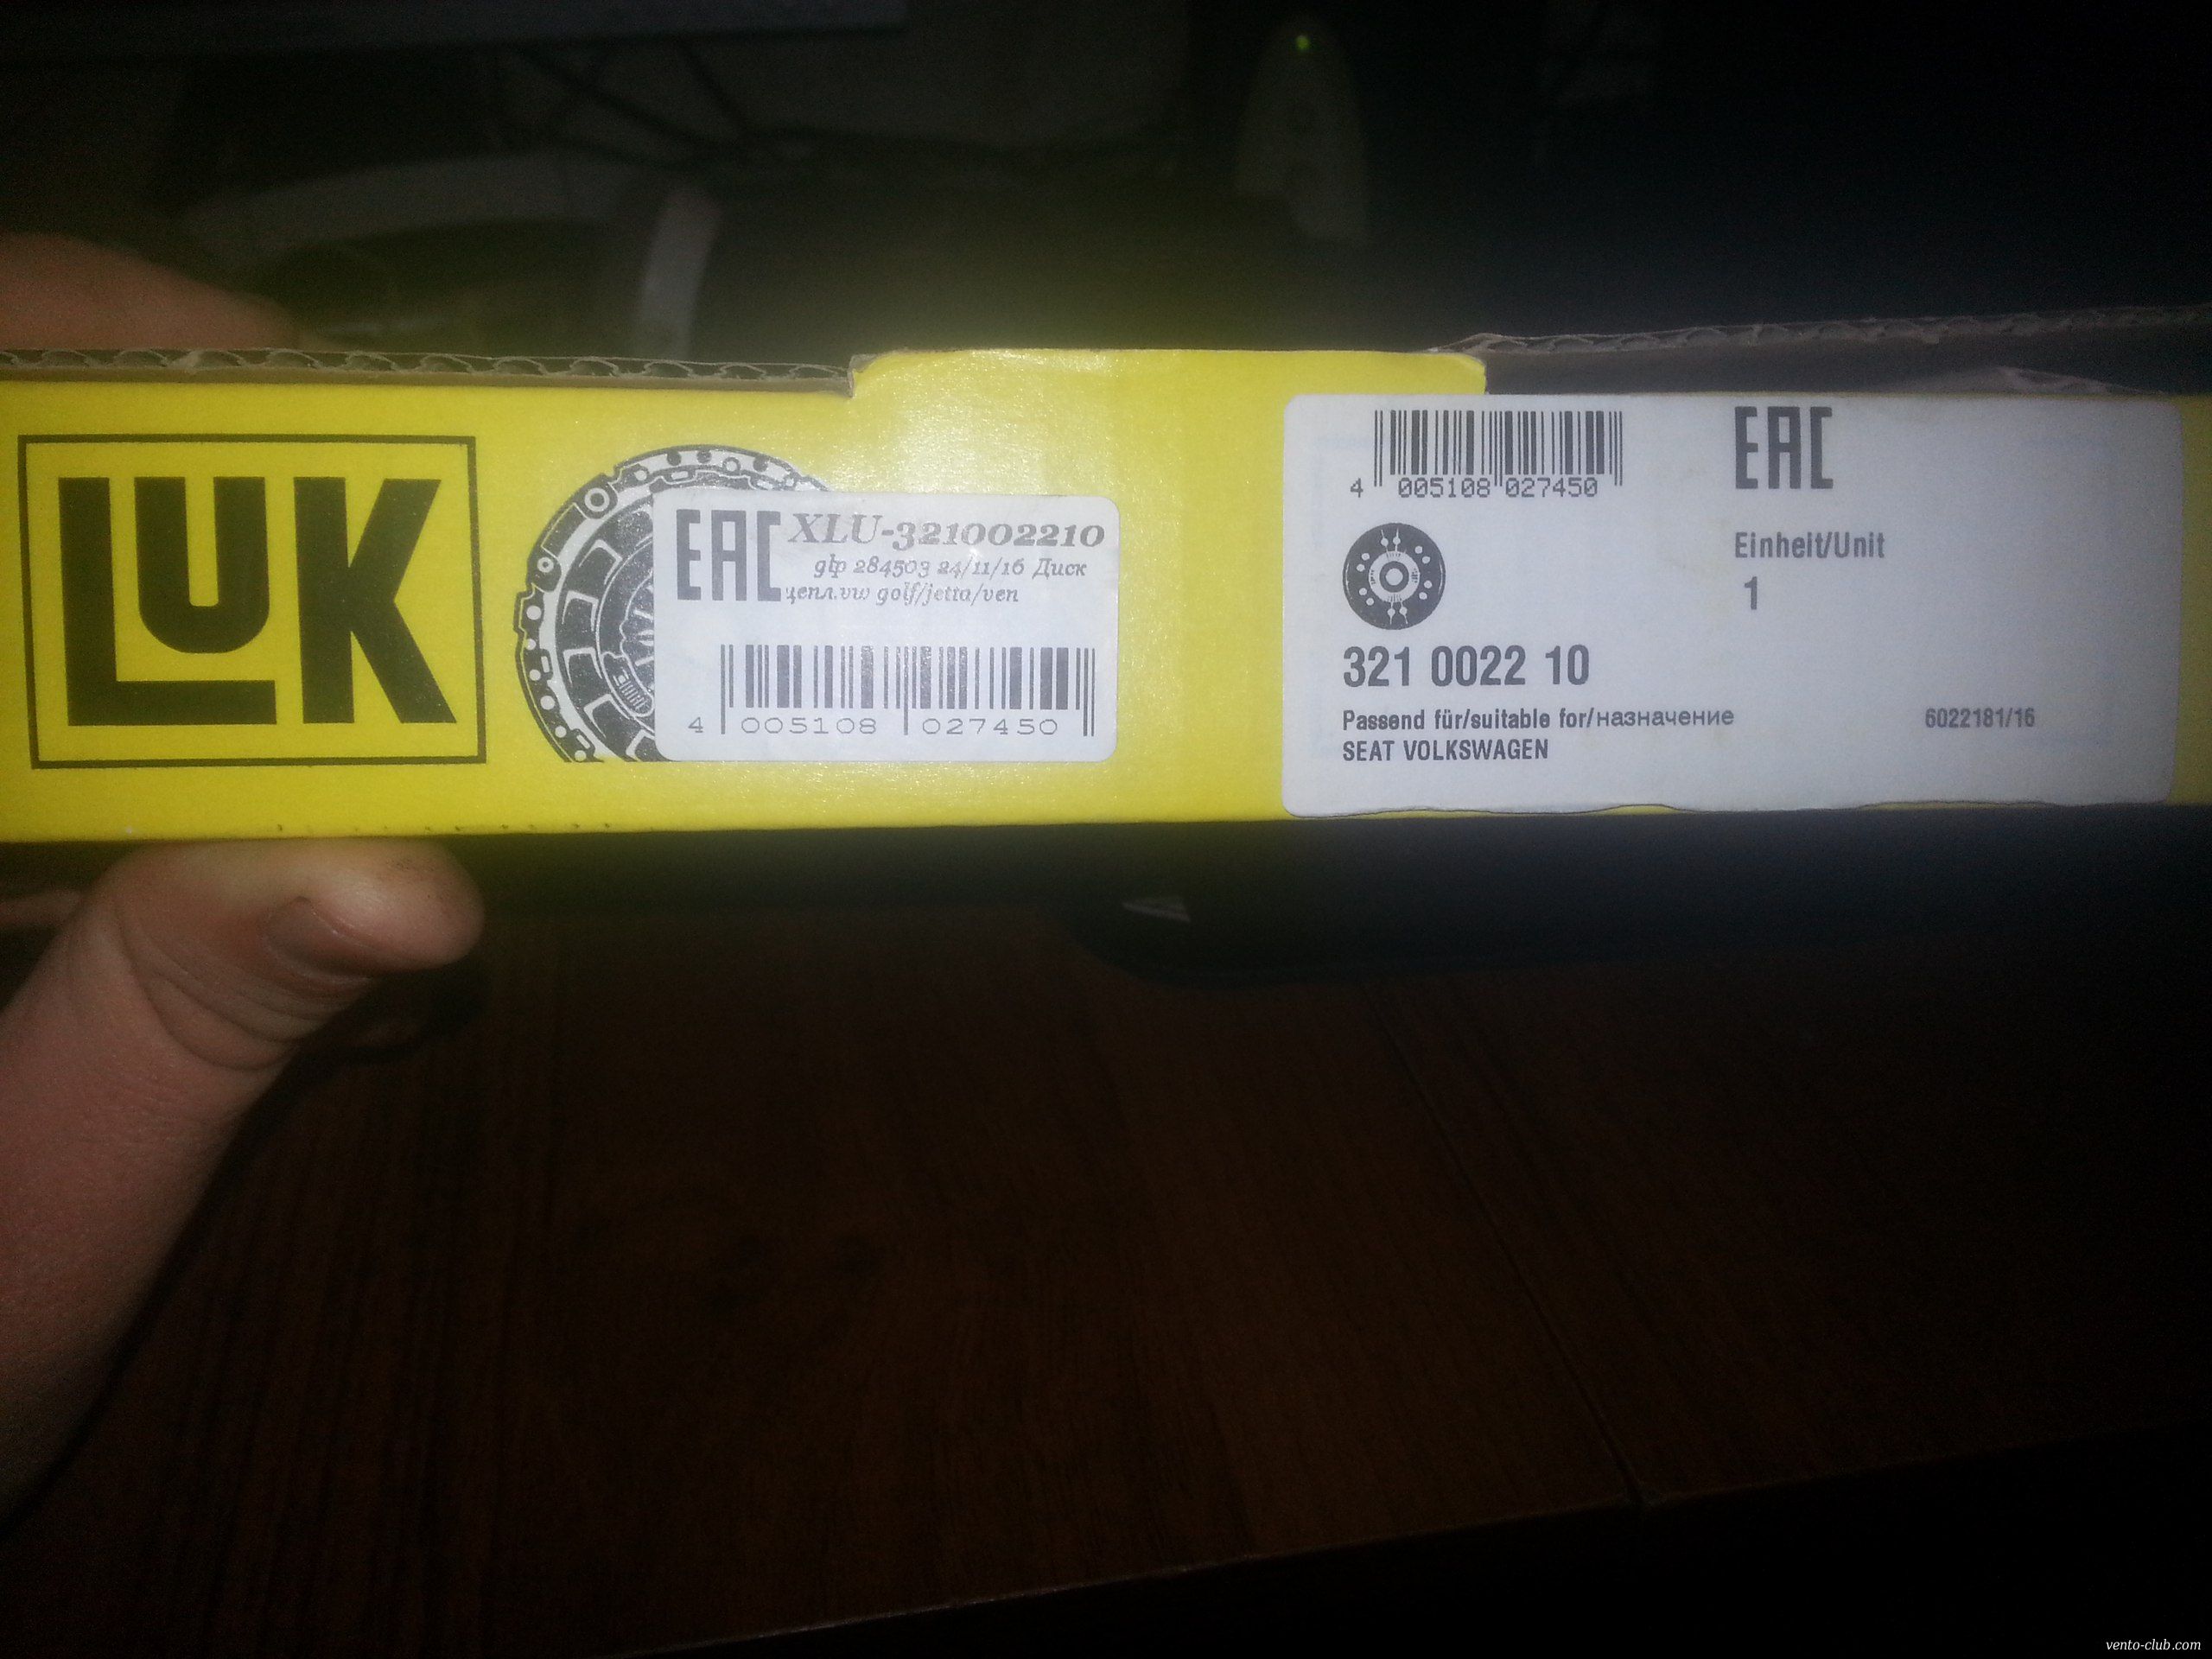 LUK
EAC XLU-321002210
gtp 284503 24/11/16 Диск
цепл.vw golf/jetta/ven
4 005108 027450
4 005108 027450
EAC
Einheit/Unit
1
321 0022 10
Passend für/suitable for/назначение
SEAT VOLKSWAGEN
6022181/16
vento-club.com